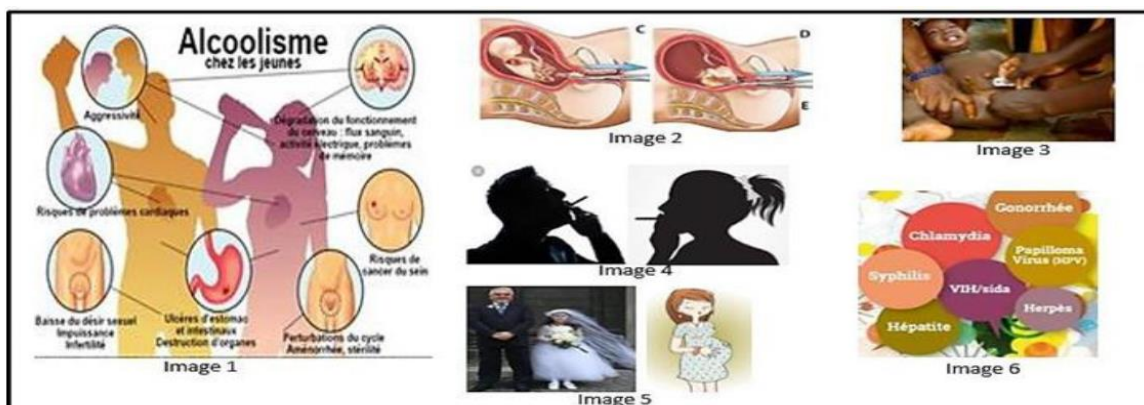 Alcoolisme
chez les jeunes
Aggressivité
Dégradation du fonctionnement
du cerveau : flux sanguin,
activité électrique, problèmes
de mémoire
Risques de problèmes cardiaques
Risques de
cancer du sein
Baisse du désir sexuel
Impuissance
Infertilité
Ulcères d'estomac
et intestinaux
Destruction d'organes
Perturbations du cycle
Aménorrhée, stérilité
Image 1
C
D
E
Image 2
Image 3
Image 4
Image 5
Gonorrhée
Chlamydia
Papilloma
Virus (HPV)
Syphilis
VIH/sida
Herpès
Hépatite
Image 6